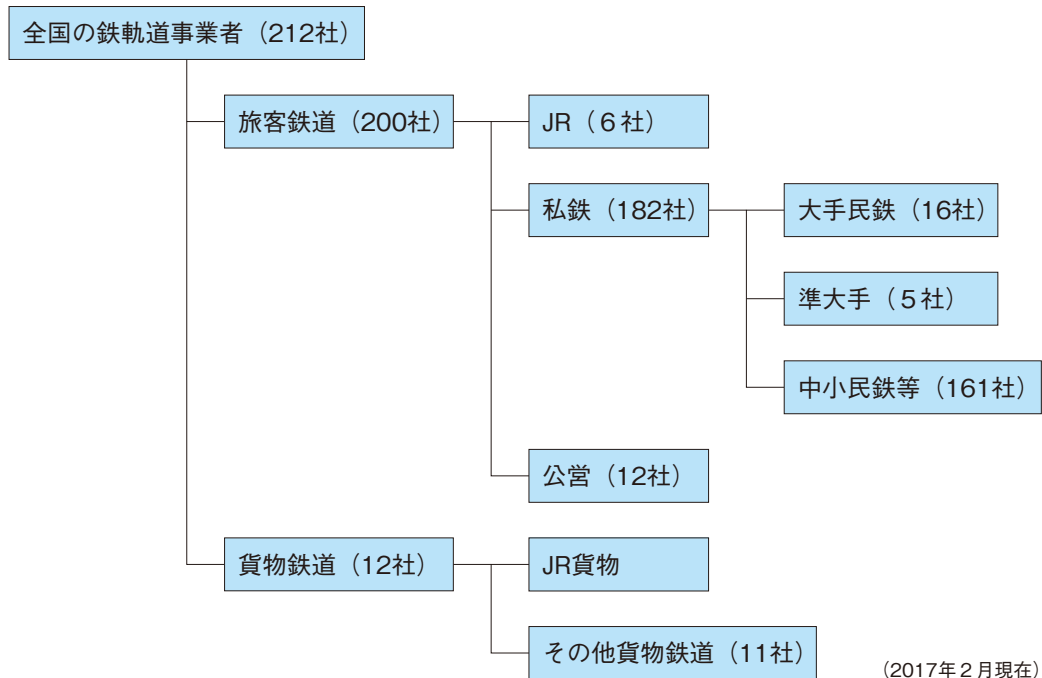 全国の鉄軌道事業者（212社）
旅客鉄道（200社）
JR（６社）
私鉄（182社）
大手民鉄（16社）
準大手（５社）
中小民鉄等（161社）
公営（12社）
貨物鉄道（12社）
JR貨物
その他貨物鉄道（11社）
（2017年２月現在）